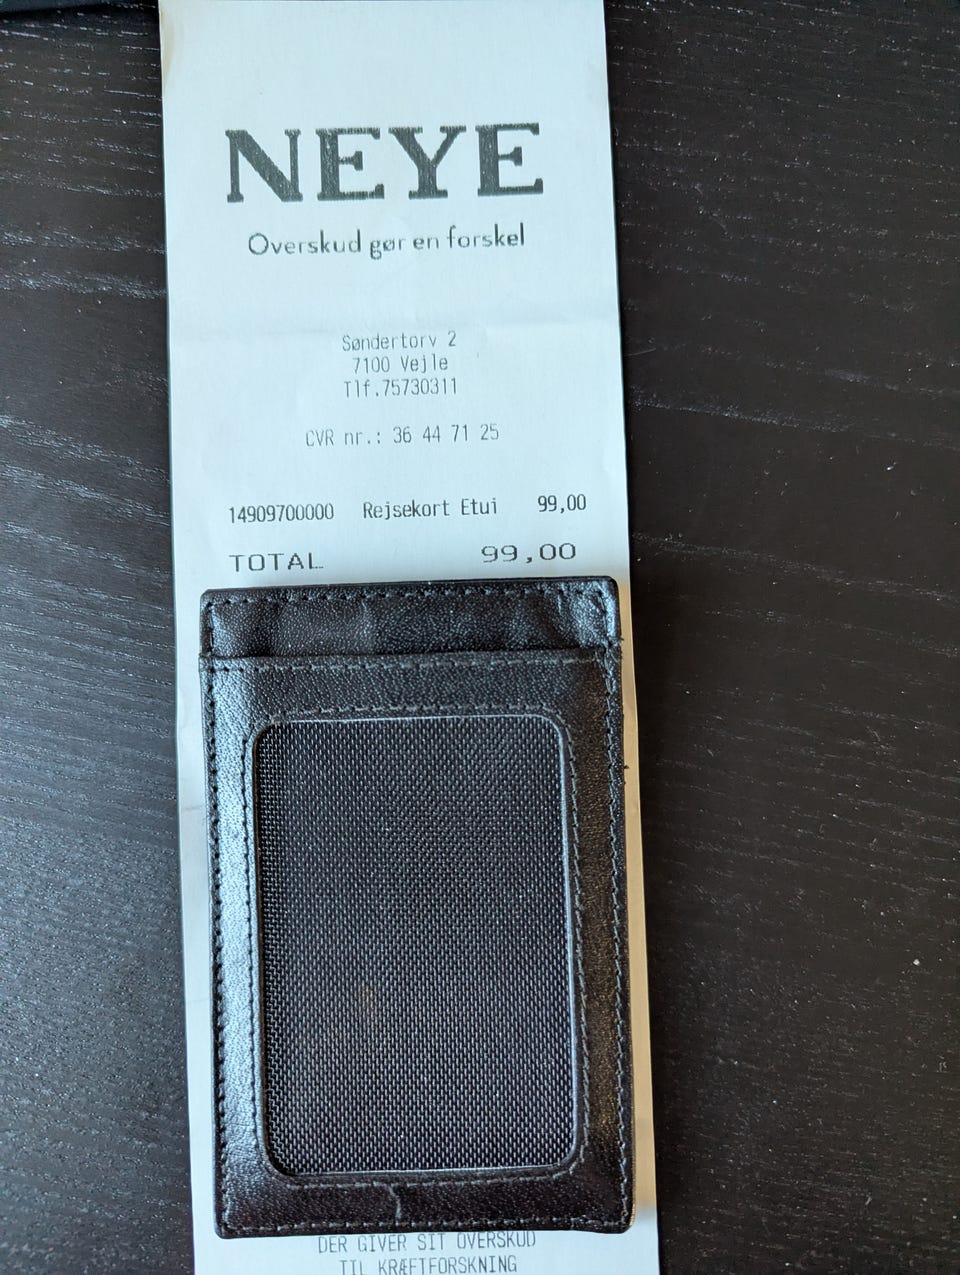 NEYE
Overskud gør en forskel
Søndertorv 2
7100 Vejle
Tlf.75730311
CVR nr.: 36 44 71 25
14909700000 Rejsekort Etui 99,00
TOTAL 99,00
DER GIVER SIT OVERSKUD
TIL KRÆFTFORSKNING